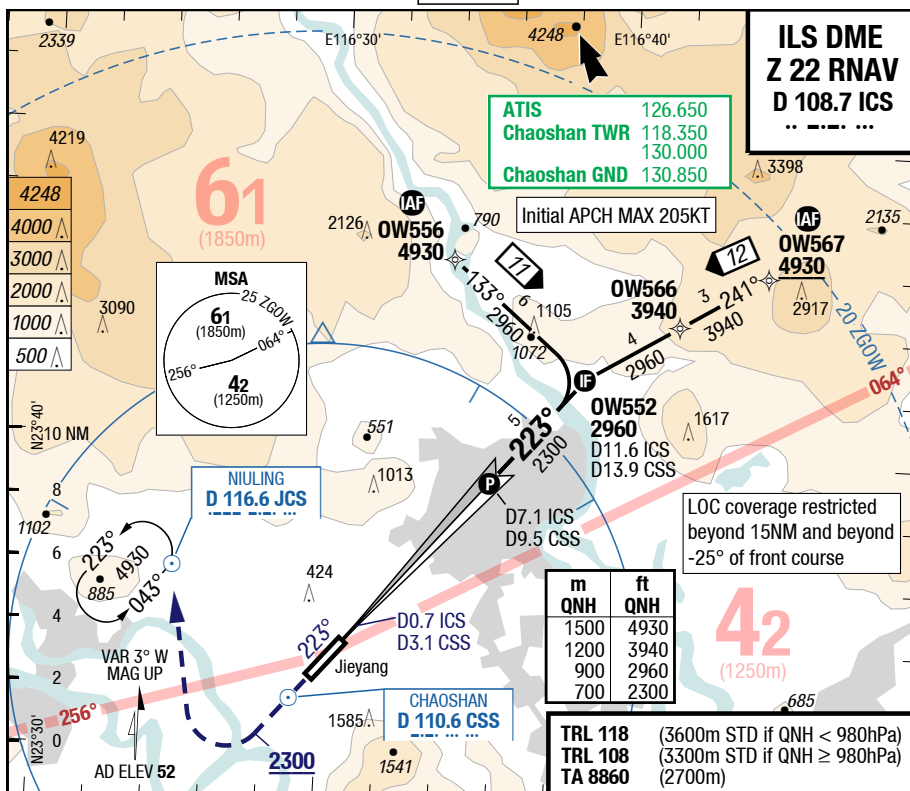 2339
E116°30'
4248
E116°40'
ILS DME
Z 22 RNAV
D 108.7 ICS
ATIS 126.650
Chaoshan TWR 118.350
130.000
Chaoshan GND 130.850
4219
61
(1850m)
3398
4248
4000
3000
2000
1000
500
IAF
OW556
4930
2126
790
Initial APCH MAX 205KT
IAF
OW567
4930
2135
MSA
25 ZGOW
61
(1850m)
064°
256°
42
(1250m)
3090
11
133°
6
2960
1105
1072
12
OW566
3940
3
241°
3940
2917
4
2960
20 ZGOW
064°
IF
OW552
2960
D11.6 ICS
D13.9 CSS
5
223°
2300
1617
N23°40'
10 NM
551
1013
P
D7.1 ICS
D9.5 CSS
LOC coverage restricted
beyond 15NM and beyond
-25° of front course
NIULING
D 116.6 JCS
8
1102
6
223°
4930
885
043°
4
424
m ft
QNH QNH
1500 4930
1200 3940
900 2960
700 2300
42
(1250m)
223°
D0.7 ICS
D3.1 CSS
Jieyang
VAR 3° W
MAG UP
2
256°
CHAOSHAN
D 110.6 CSS
1585
685
N23°30'
0
AD ELEV 52
2300
1541
TRL 118 (3600m STD if QNH < 980hPa)
TRL 108 (3300m STD if QNH ≥ 980hPa)
TA 8860 (2700m)